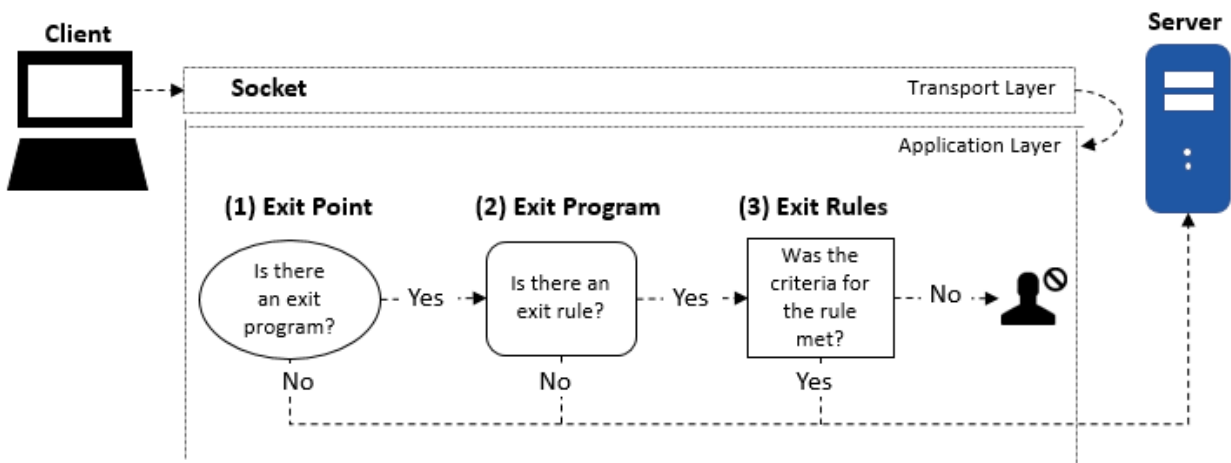 Client
Server
Socket
Transport Layer
Application Layer
(1) Exit Point
(2) Exit Program
(3) Exit Rules
Is there
an exit
program?
Yes
Is there an
exit rule?
Yes
Was the
criteria for
the rule
met?
No
No
No
Yes